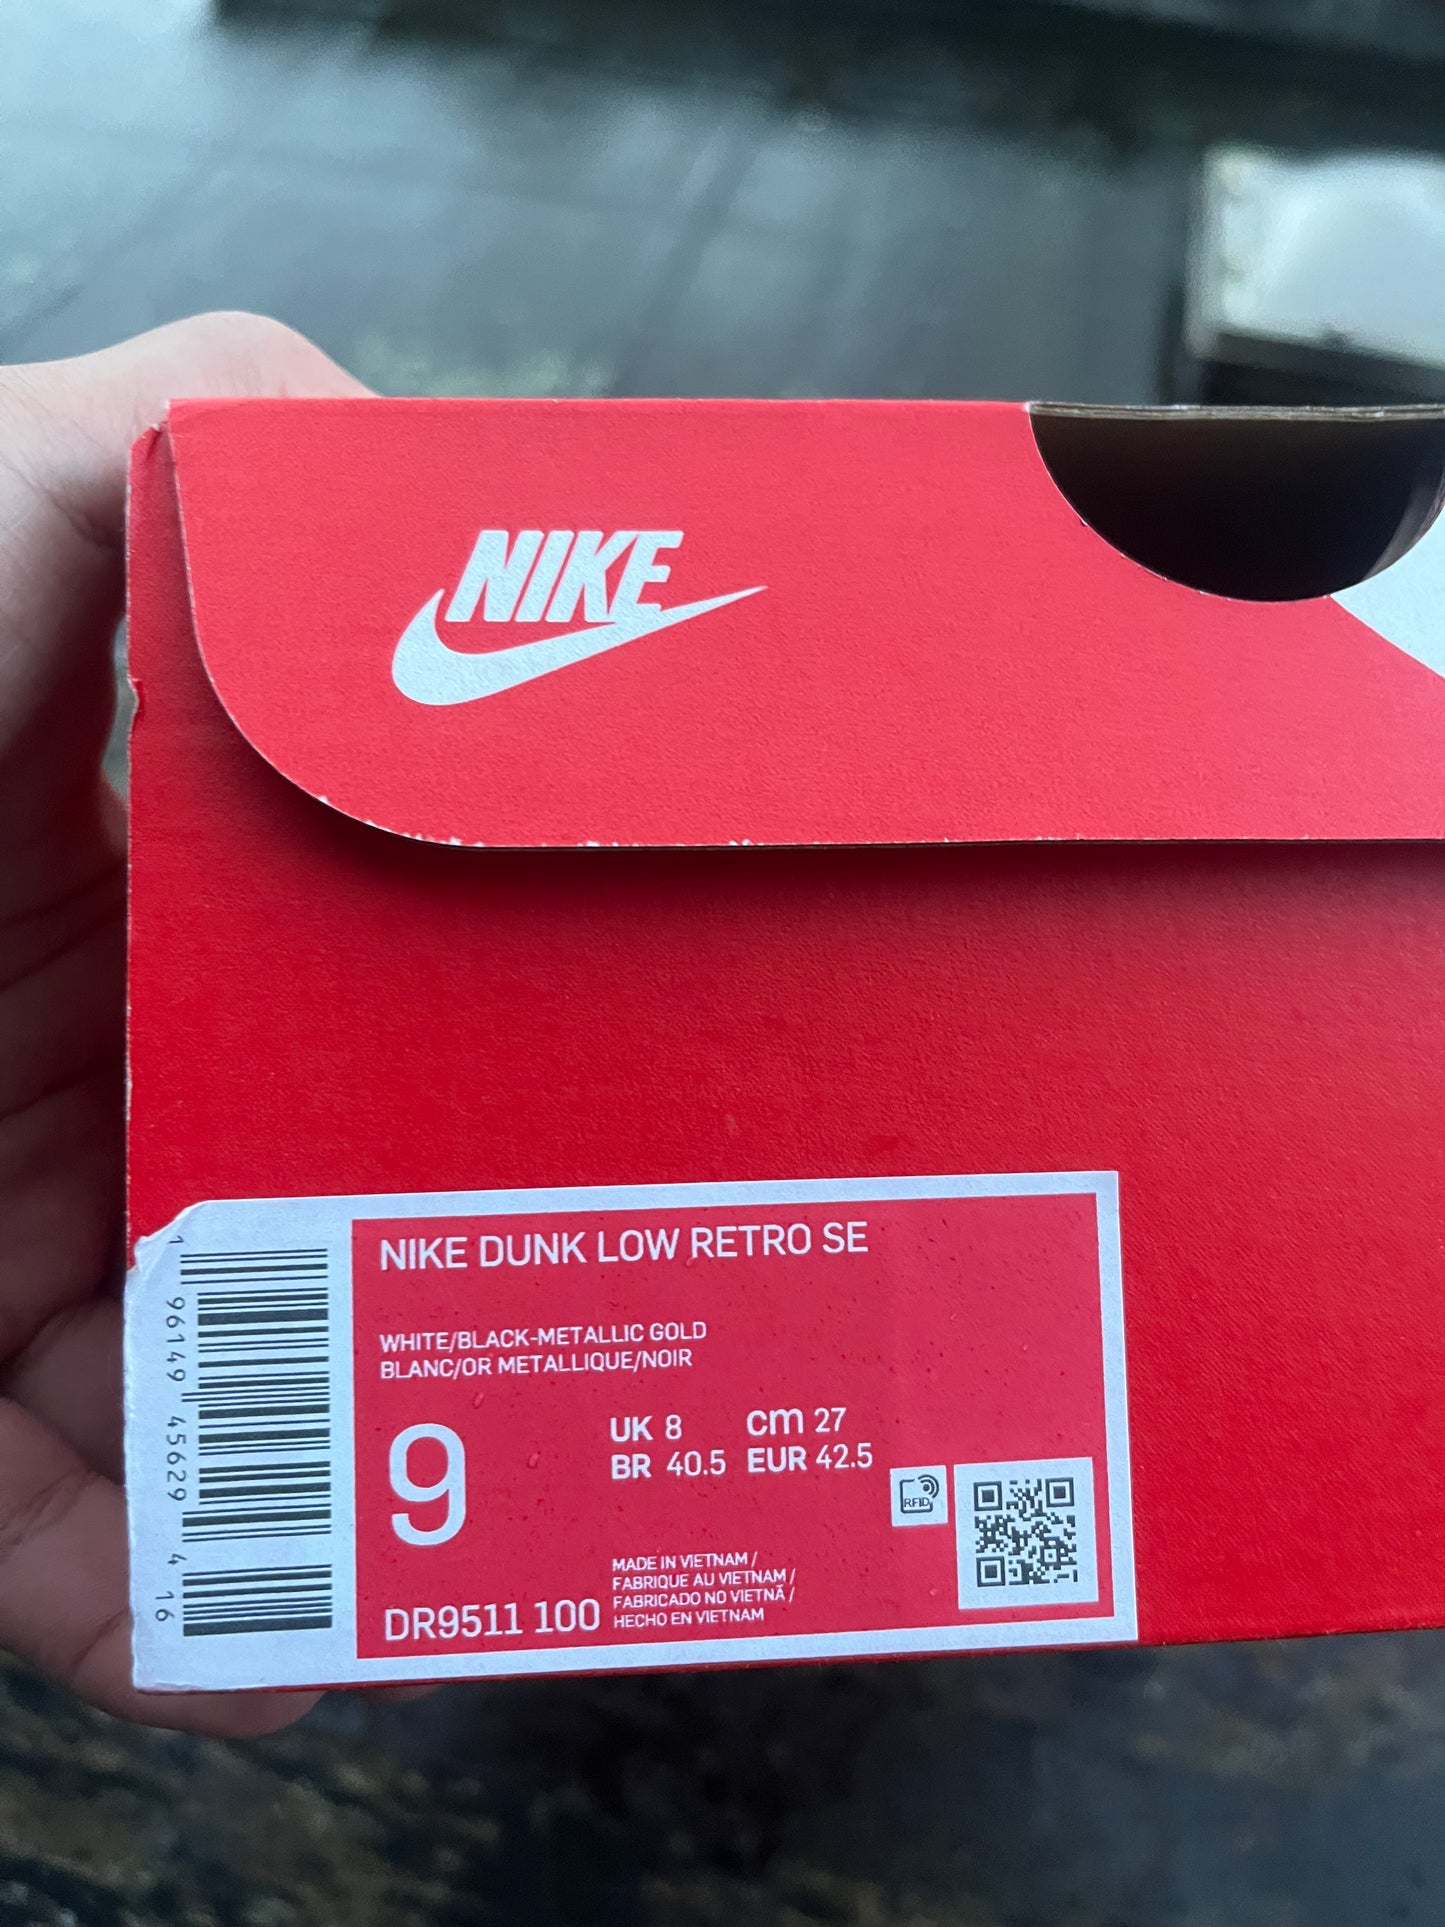 NIKE
NIKE DUNK LOW RETRO SE
WHITE/BLACK-METALLIC GOLD
BLANC/OR METALLIQUE/NOIR
9
UK 8 cm 27
BR 40.5 EUR 42.5
RFID
MADE IN VIETNAM /
FABRIQUE AU VIETNAM /
FABRICADO NO VIETNÃ /
HECHO EN VIETNAM
DR9511 100
1 96149 45629 4 16